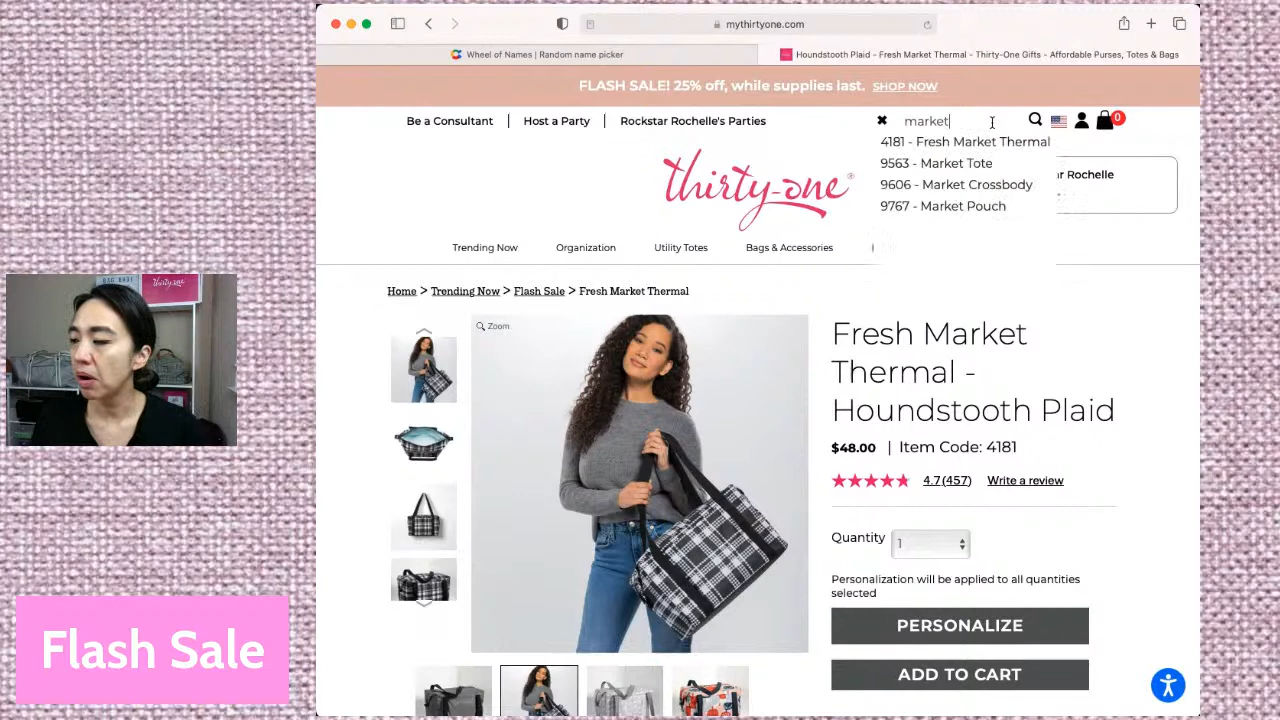 mythirtyone.com
Wheel of Names | Random name picker
Houndstooth Plaid - Fresh Market Thermal - Thirty-One Gifts - Affordable Purses, Totes & Bags
FLASH SALE! 25% off, while supplies last. SHOP NOW
Be a Consultant | Host a Party | Rockstar Rochelle's Parties
market
0
4181 - Fresh Market Thermal
9563 - Market Tote
9606 - Market Crossbody
9767 - Market Pouch
ar Rochelle
thirty-one
Trending Now
Organization
Utility Totes
Bags & Accessories
Home > Trending Now > Flash Sale > Fresh Market Thermal
Zoom
Fresh Market
Thermal -
Houndstooth Plaid
$48.00 | Item Code: 4181
4.7 (457) Write a review
Quantity 1
Personalization will be applied to all quantities
selected
PERSONALIZE
ADD TO CART
thirty-one
Flash Sale